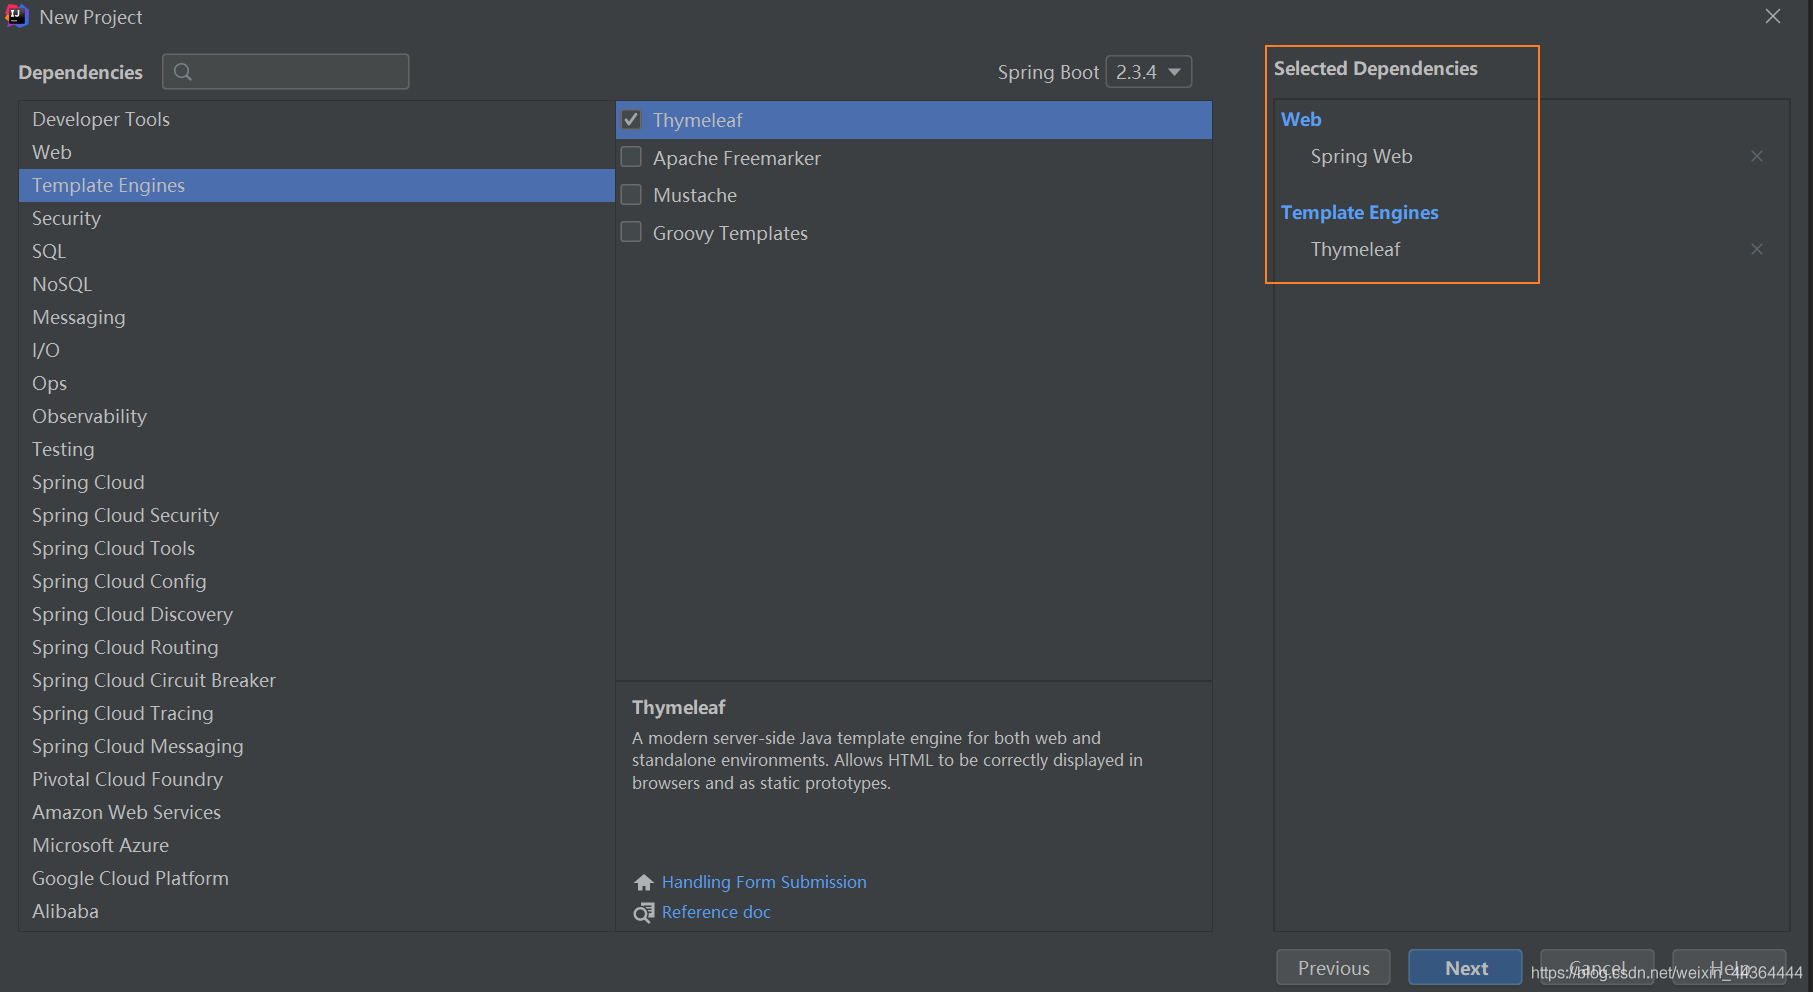 New Project
Dependencies
Spring Boot 2.3.4
Developer Tools
Web
Template Engines
Security
SQL
NoSQL
Messaging
I/O
Ops
Observability
Testing
Spring Cloud
Spring Cloud Security
Spring Cloud Tools
Spring Cloud Config
Spring Cloud Discovery
Spring Cloud Routing
Spring Cloud Circuit Breaker
Spring Cloud Tracing
Spring Cloud Messaging
Pivotal Cloud Foundry
Amazon Web Services
Microsoft Azure
Google Cloud Platform
Alibaba
Thymeleaf
Apache Freemarker
Mustache
Groovy Templates
Thymeleaf
A modern server-side Java template engine for both web and
standalone environments. Allows HTML to be correctly displayed in
browsers and as static prototypes.
Handling Form Submission
Reference doc
Selected Dependencies
Web
Spring Web
Template Engines
Thymeleaf
Previous
Next
Cancel
Help
https://blog.csdn.net/weixin_44364444